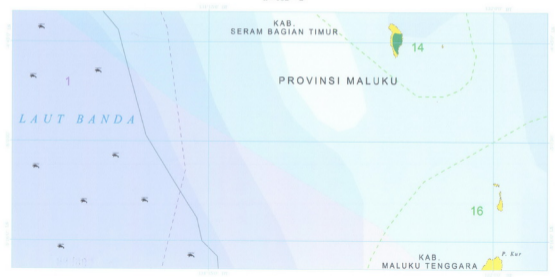 KAB.
SERAM BAGIAN TIMUR
14
1
PROVINSI MALUKU
LAUT BANDA
16
P. Kur
KAB.
MALUKU TENGGARA